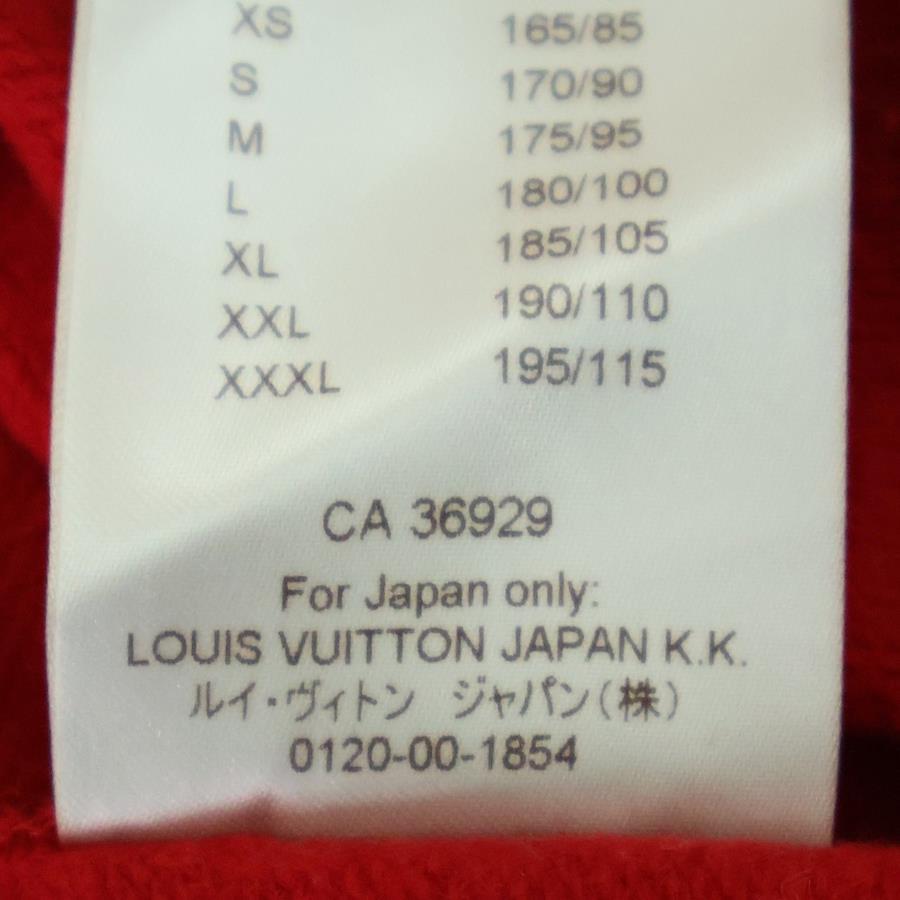 XS 165/85
S 170/90
M 175/95
L 180/100
XL 185/105
XXL 190/110
XXXL 195/115
CA 36929
For Japan only:
LOUIS VUITTON JAPAN K.K.
ルイ・ヴィトン ジャパン(株)
0120-00-1854